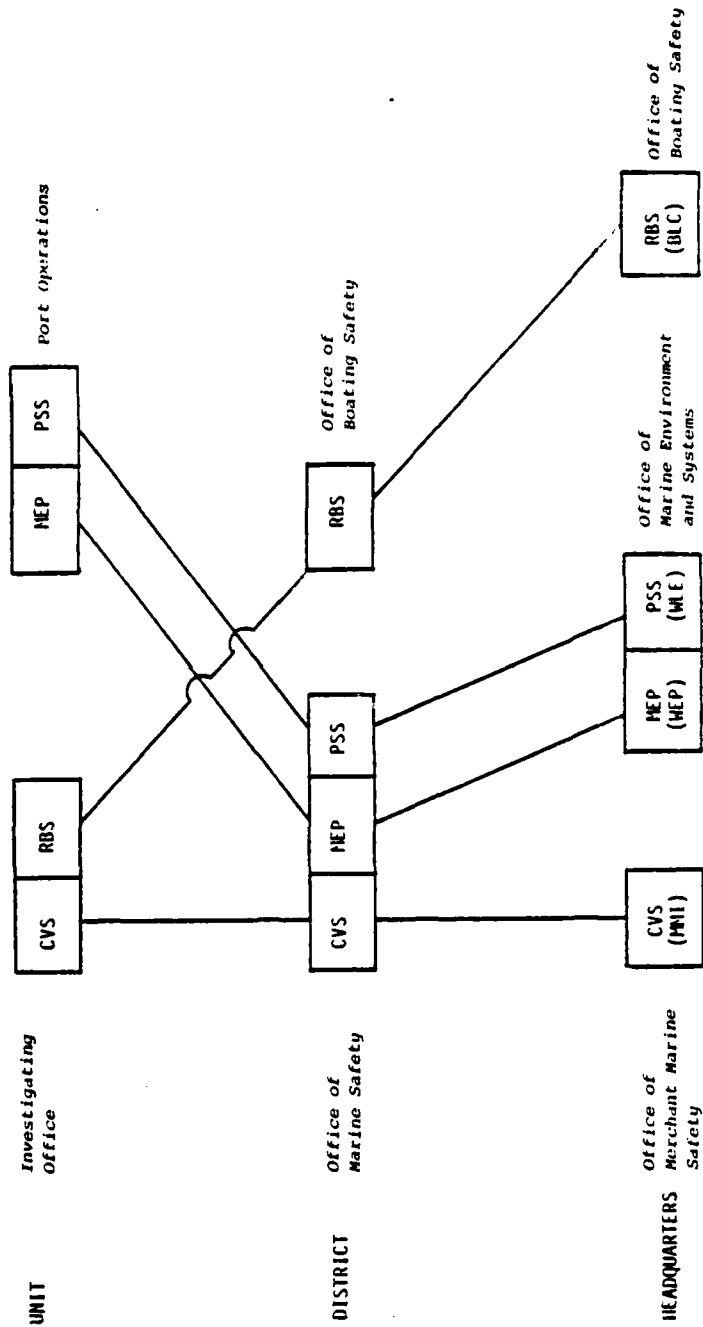 UNIT
Investigating
Office
CVS
RBS
MEP
PSS
Port Operations
DISTRICT
Office of
Marine Safety
CVS
MEP
PSS
RBS
Office of
Boating Safety
HEADQUARTERS
Office of
Merchant Marine
Safety
CVS
(MMI)
MEP
(WEP)
PSS
(WLE)
Office of
Marine Environment
and Systems
RBS
(BLC)
Office of
Boating Safety